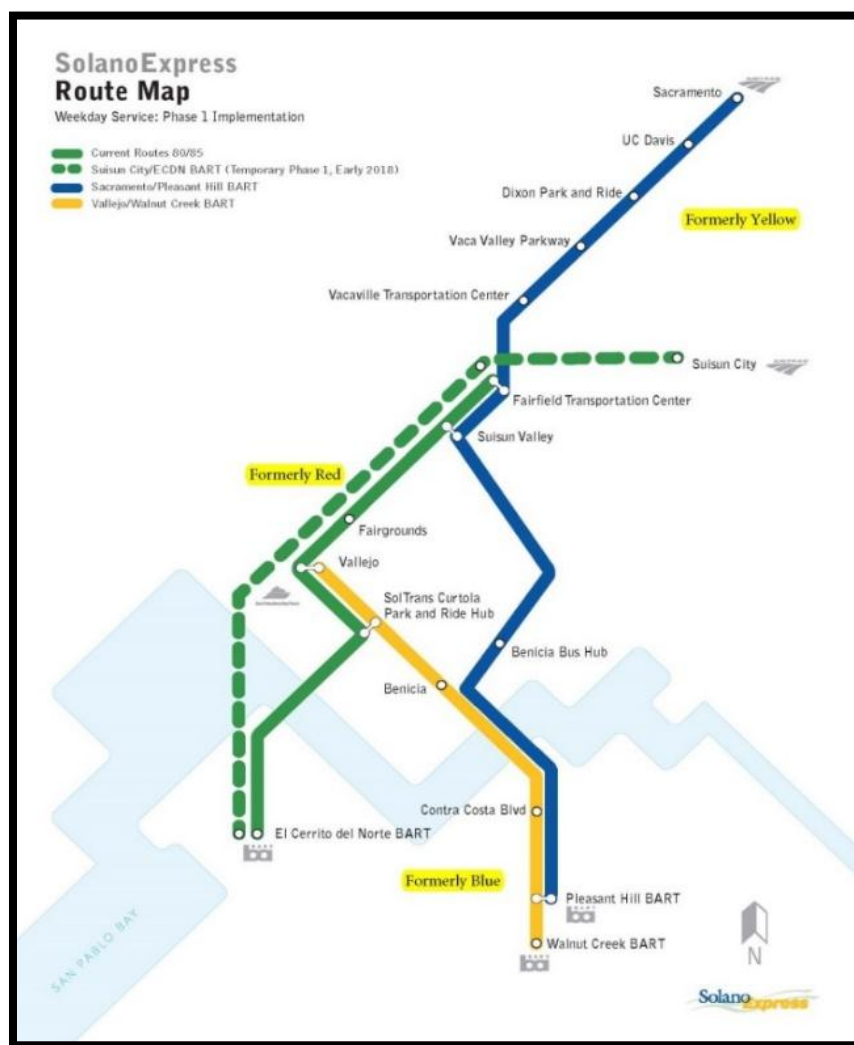 SolanoExpress
Route Map
Weekday Service: Phase 1 Implementation
Current Routes 80/85
Suisun City/ECDN BART (Temporary Phase 1, Early 2018)
Sacramento/Pleasant Hill BART
Vallejo/Walnut Creek BART
Sacramento
UC Davis
Dixon Park and Ride
Formerly Yellow
Vaca Valley Parkway
Vacaville Transportation Center
Suisun City
Fairfield Transportation Center
Suisun Valley
Formerly Red
Fairgrounds
Vallejo
SolTrans Curtola
Park and Ride Hub
Benicia Bus Hub
Benicia
Contra Costa Blvd
El Cerrito del Norte BART
Formerly Blue
Pleasant Hill BART
Walnut Creek BART
SAN PABLO BAY
N
Solano Express